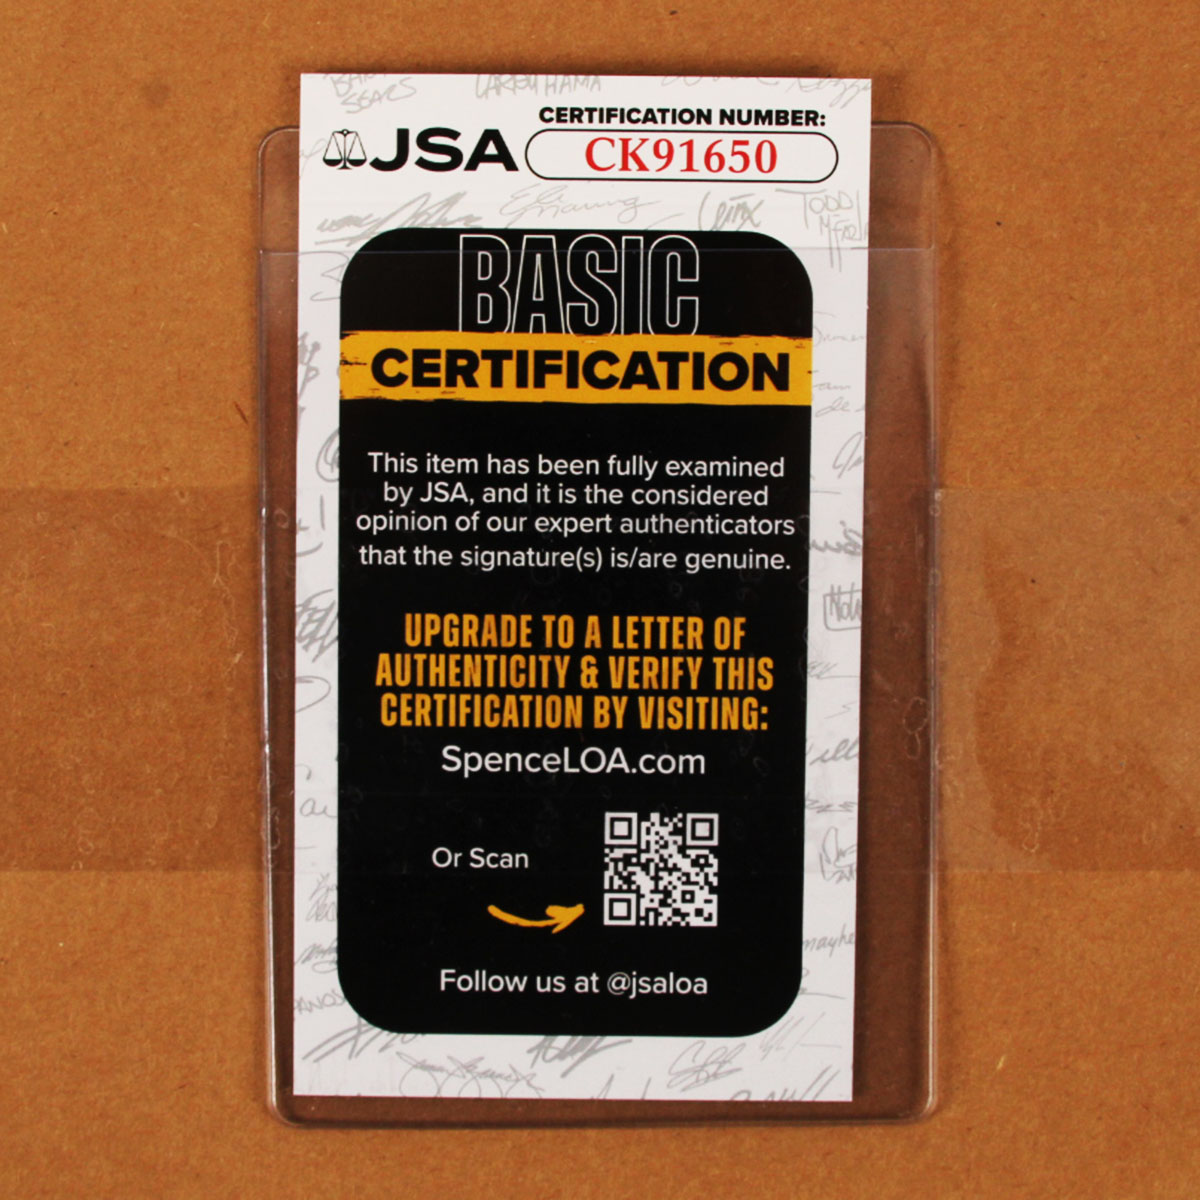 CERTIFICATION NUMBER:
JSA
CK91650
BASIC
CERTIFICATION
This item has been fully examined
by JSA, and it is the considered
opinion of our expert authenticators
that the signature(s) is/are genuine.
UPGRADE TO A LETTER OF
AUTHENTICITY & VERIFY THIS
CERTIFICATION BY VISITING:
SpenceLOA.com
Or Scan
Follow us at @jsaloa